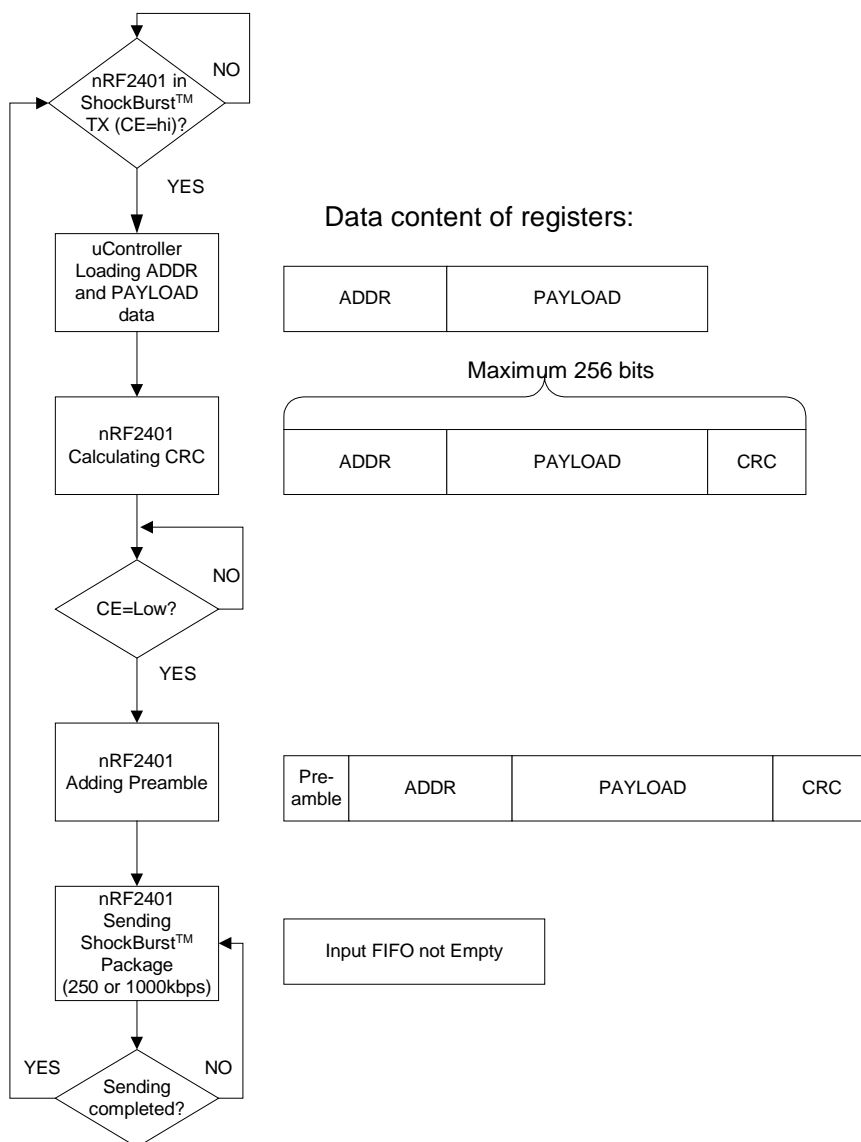 NO
nRF2401 in
ShockBurst™
TX (CE=hi)?
YES
Data content of registers:
uController
Loading ADDR
and PAYLOAD
data
ADDR
PAYLOAD
Maximum 256 bits
nRF2401
Calculating CRC
ADDR
PAYLOAD
CRC
NO
CE=Low?
YES
nRF2401
Adding Preamble
Pre-
amble
ADDR
PAYLOAD
CRC
nRF2401
Sending
ShockBurst™
Package
(250 or 1000kbps)
Input FIFO not Empty
YES
NO
Sending
completed?